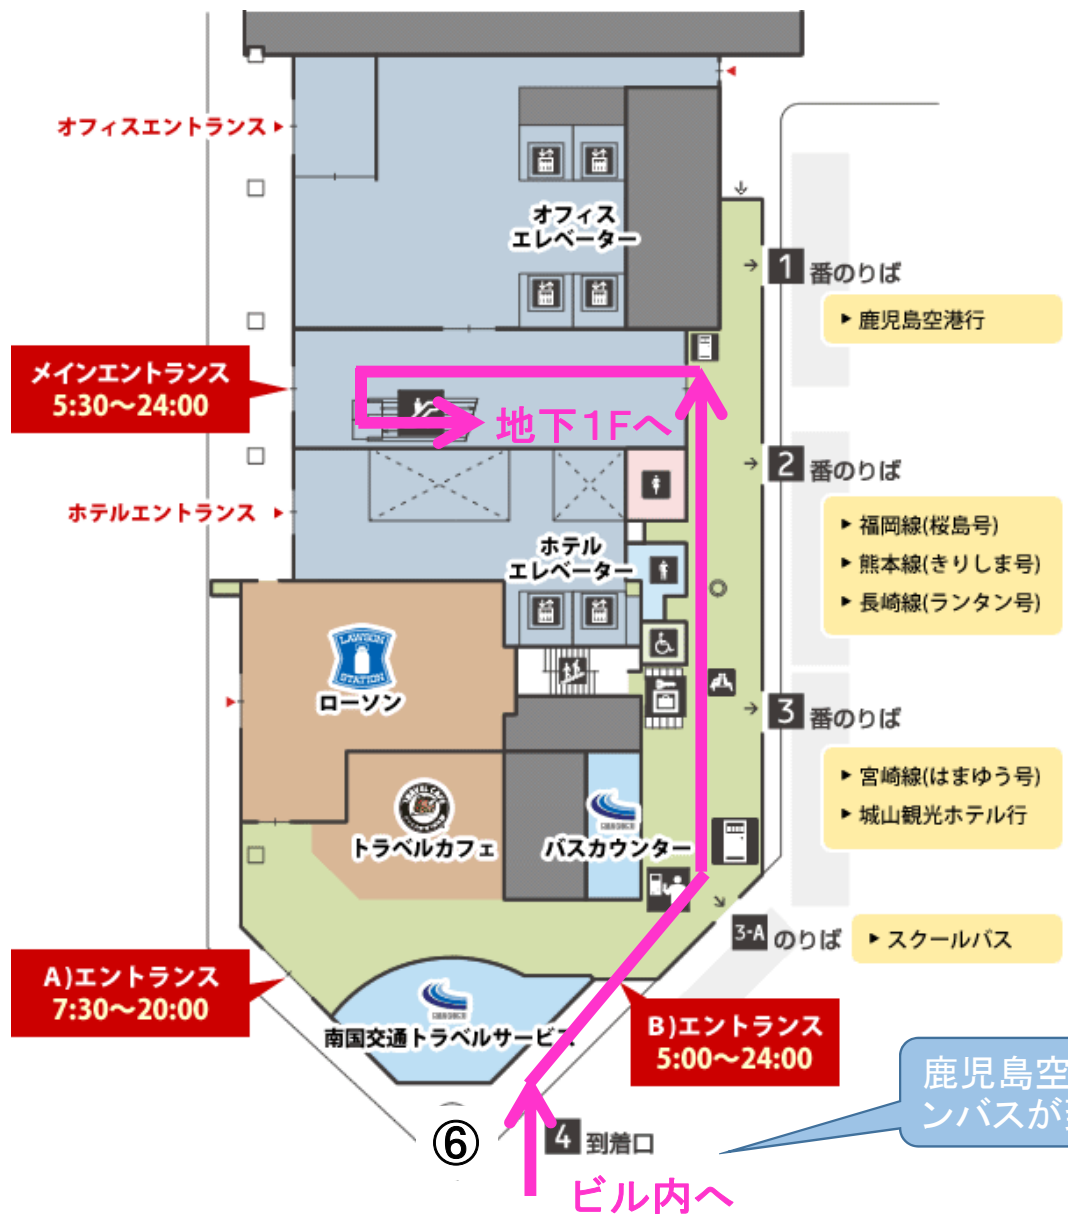 オフィスエントランス
オフィス
エレベーター
1 番のりば
鹿児島空港行
メインエントランス
5:30～24:00
地下1Fへ
2 番のりば
福岡線(桜島号)
熊本線(きりしま号)
長崎線(ランタン号)
ホテルエントランス
ホテル
エレベーター
LAWSON
STATION
ローソン
3 番のりば
宮崎線(はまゆう号)
城山観光ホテル行
トラベルカフェ
バスカウンター
3-A のりば
スクールバス
A)エントランス
7:30～20:00
南国交通トラベルサービス
B)エントランス
5:00～24:00
鹿児島空
ンバスが
⑥
4 到着口
ビル内へ